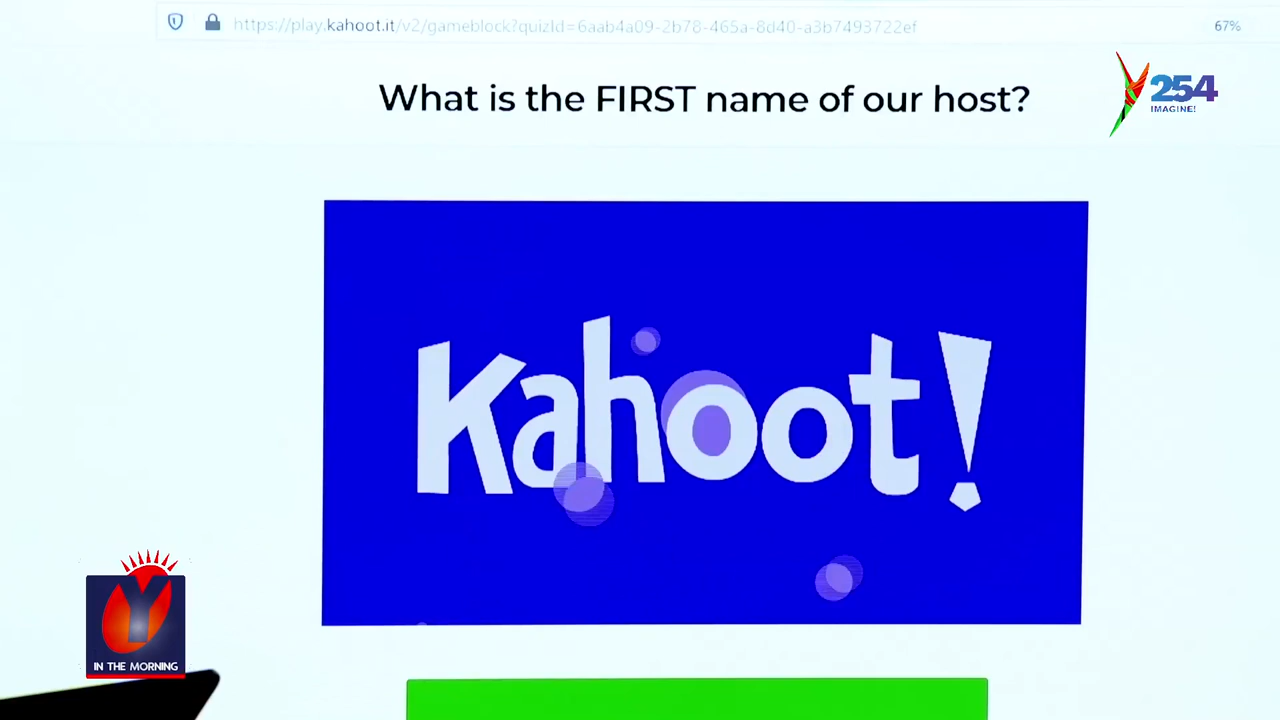 https://play.kahoot.it/v2/gameblock?quizId=6aab4a09-2b78-465a-8d40-a3b7493722ef
67%
What is the FIRST name of our host?
Y254
IMAGINE!
Kahoot!
Y
IN THE MORNING